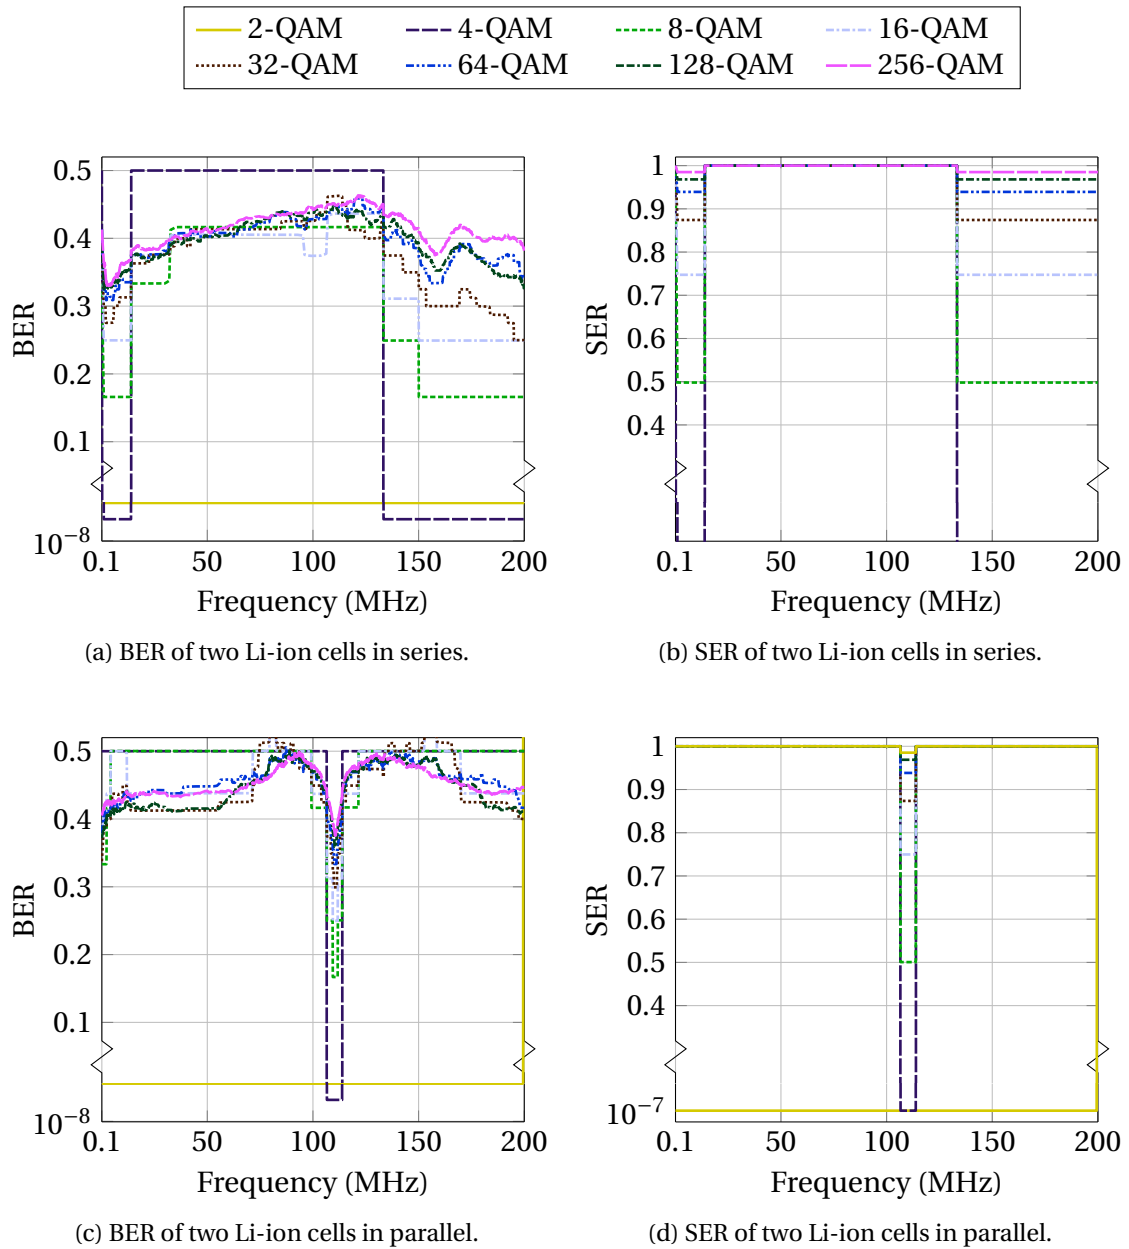 2-QAM 4-QAM 8-QAM 16-QAM
32-QAM 64-QAM 128-QAM 256-QAM
0.5
0.4
0.3
0.2
0.1
10⁻⁸
BER
0.1 50 100 150 200
Frequency (MHz)
(a) BER of two Li-ion cells in series.
1
0.9
0.8
0.7
0.6
0.5
0.4
SER
0.1 50 100 150 200
Frequency (MHz)
(b) SER of two Li-ion cells in series.
0.5
0.4
0.3
0.2
0.1
10⁻⁸
BER
0.1 50 100 150 200
Frequency (MHz)
(c) BER of two Li-ion cells in parallel.
1
0.9
0.8
0.7
0.6
0.5
0.4
10⁻⁷
SER
0.1 50 100 150 200
Frequency (MHz)
(d) SER of two Li-ion cells in parallel.